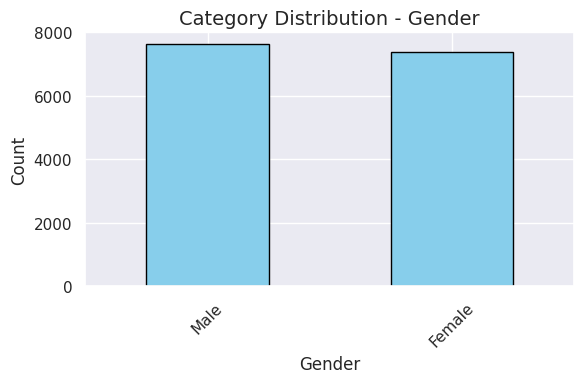 Category Distribution - Gender
Count
8000
6000
4000
2000
0
Male
Female
Gender